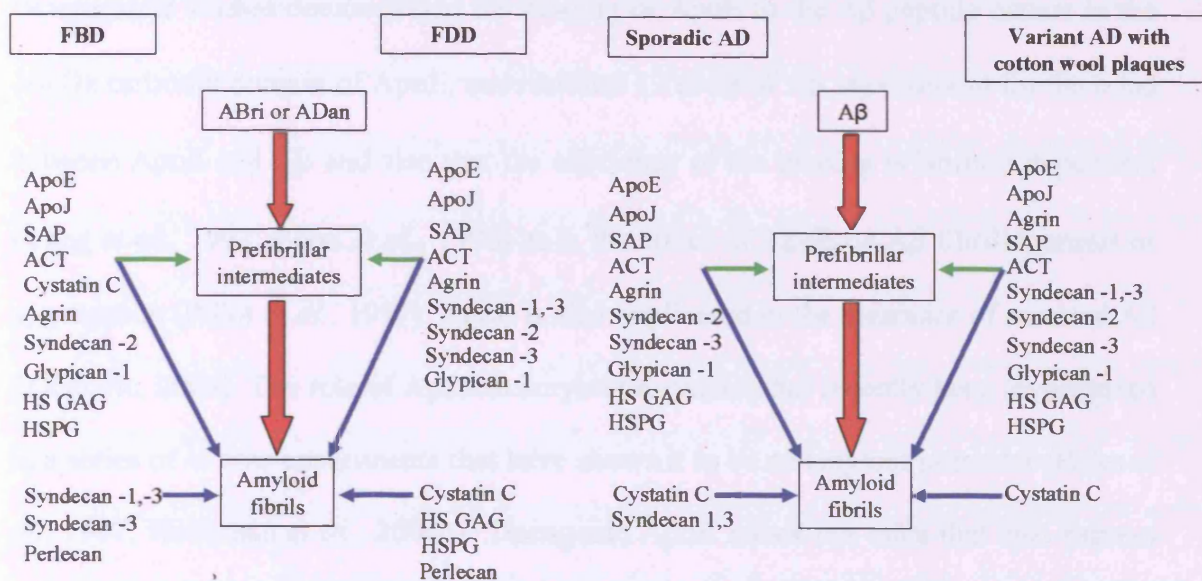 FBD
FDD
Sporadic AD
Variant AD with
cotton wool plaques
ABri or ADan
Aβ
ApoE
ApoJ
SAP
ACT
Cystatin C
Agrin
Syndecan -2
Glypican -1
HS GAG
HSPG
Prefibrillar
intermediates
ApoE
ApoJ
SAP
ACT
Agrin
Syndecan -1,-3
Syndecan -2
Syndecan -3
Glypican -1
ApoE
ApoJ
SAP
ACT
Agrin
Syndecan -2
Syndecan -3
Glypican -1
HS GAG
HSPG
Prefibrillar
intermediates
ApoE
ApoJ
Agrin
SAP
ACT
Syndecan -1,-3
Syndecan -2
Syndecan -3
Glypican -1
HS GAG
HSPG
Syndecan -1,-3
Syndecan -3
Perlecan
Amyloid
fibrils
Cystatin C
HS GAG
HSPG
Perlecan
Cystatin C
Syndecan 1,3
Amyloid
fibrils
Cystatin C